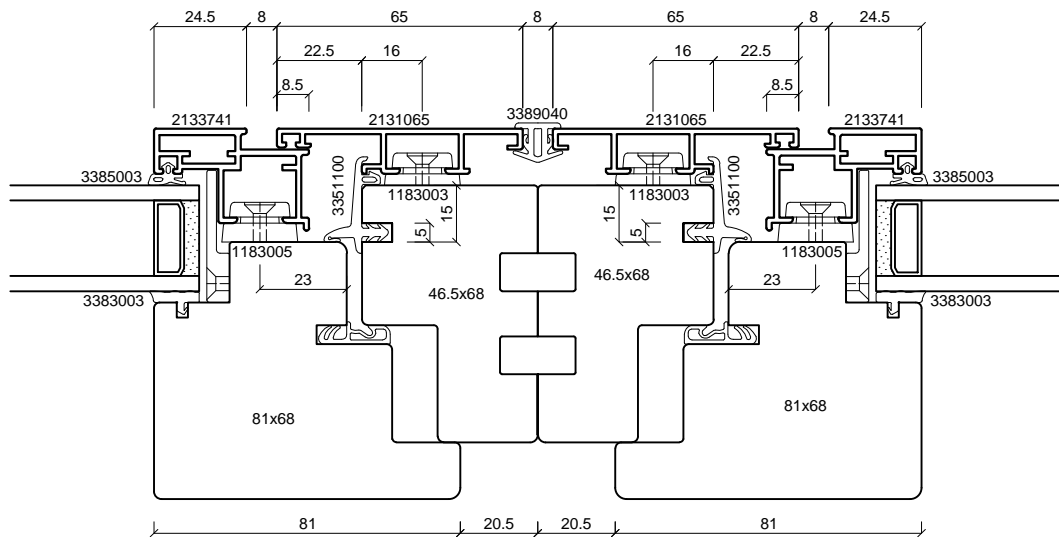 24.5 8 65 8 65 8 24.5
22.5 16 16 22.5
8.5 8.5
3389040
2133741 2131065 2131065 2133741
3351100 3351100
3385003 1183003 1183003 3385003
15 15
5 5
1183005 1183005
23 46.5x68 46.5x68 23
3383003 3383003
81x68 81x68
81 20.5 20.5 81